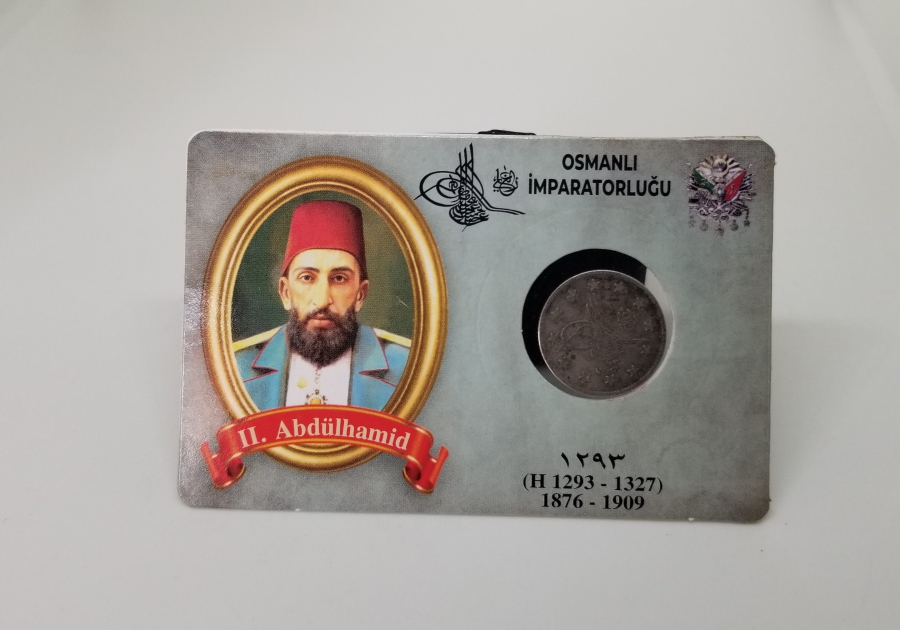 OSMANLI
İMPARATORLUĞU
II. Abdülhamid
١٢٩٣
(H 1293 - 1327)
1876 - 1909